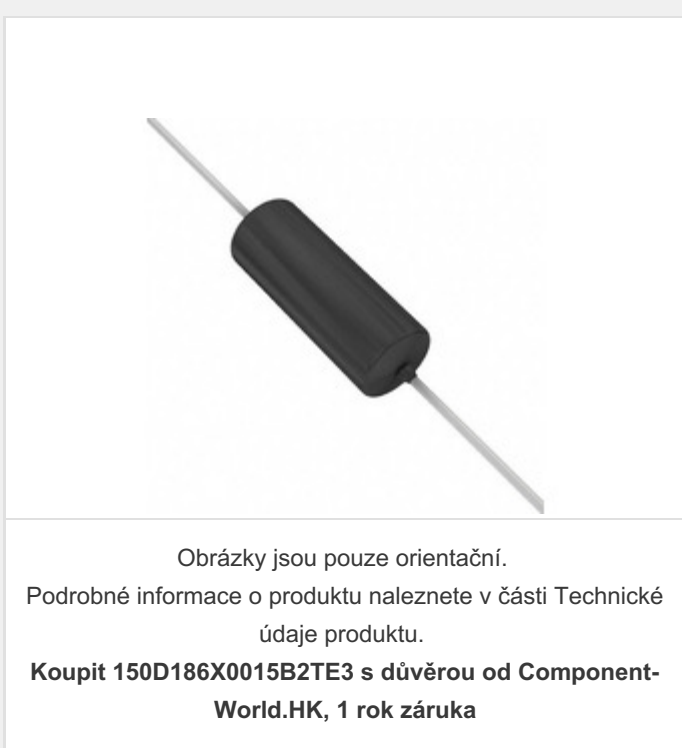 Obrázky jsou pouze orientační.
Podrobné informace o produktu naleznete v části Technické
údaje produktu.
Koupit 150D186X0015B2TE3 s důvěrou od Component-
World.HK, 1 rok záruka